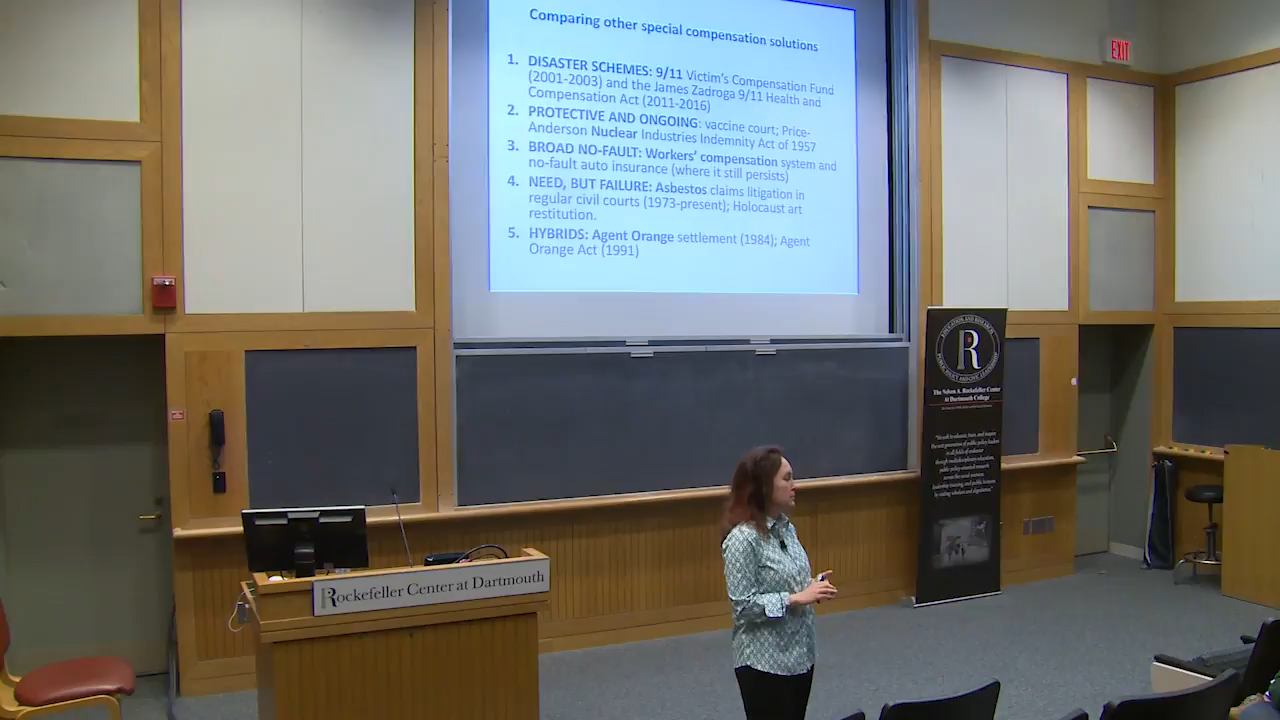 Comparing other special compensation solutions
1. DISASTER SCHEMES: 9/11 Victim's Compensation Fund
(2001-2003) and the James Zadroga 9/11 Health and
Compensation Act (2011-2016)
2. PROTECTIVE AND ONGOING: vaccine court; Price-
Anderson Nuclear Industries Indemnity Act of 1957
3. BROAD NO-FAULT: Workers' compensation system and
no-fault auto insurance (where it still persists)
4. NEED, BUT FAILURE: Asbestos claims litigation in
regular civil courts (1973-present); Holocaust art
restitution.
5. HYBRIDS: Agent Orange settlement (1984); Agent
Orange Act (1991)
EXIT
R
The Nelson A. Rockefeller Center
at Dartmouth College
Rockefeller Center at Dartmouth